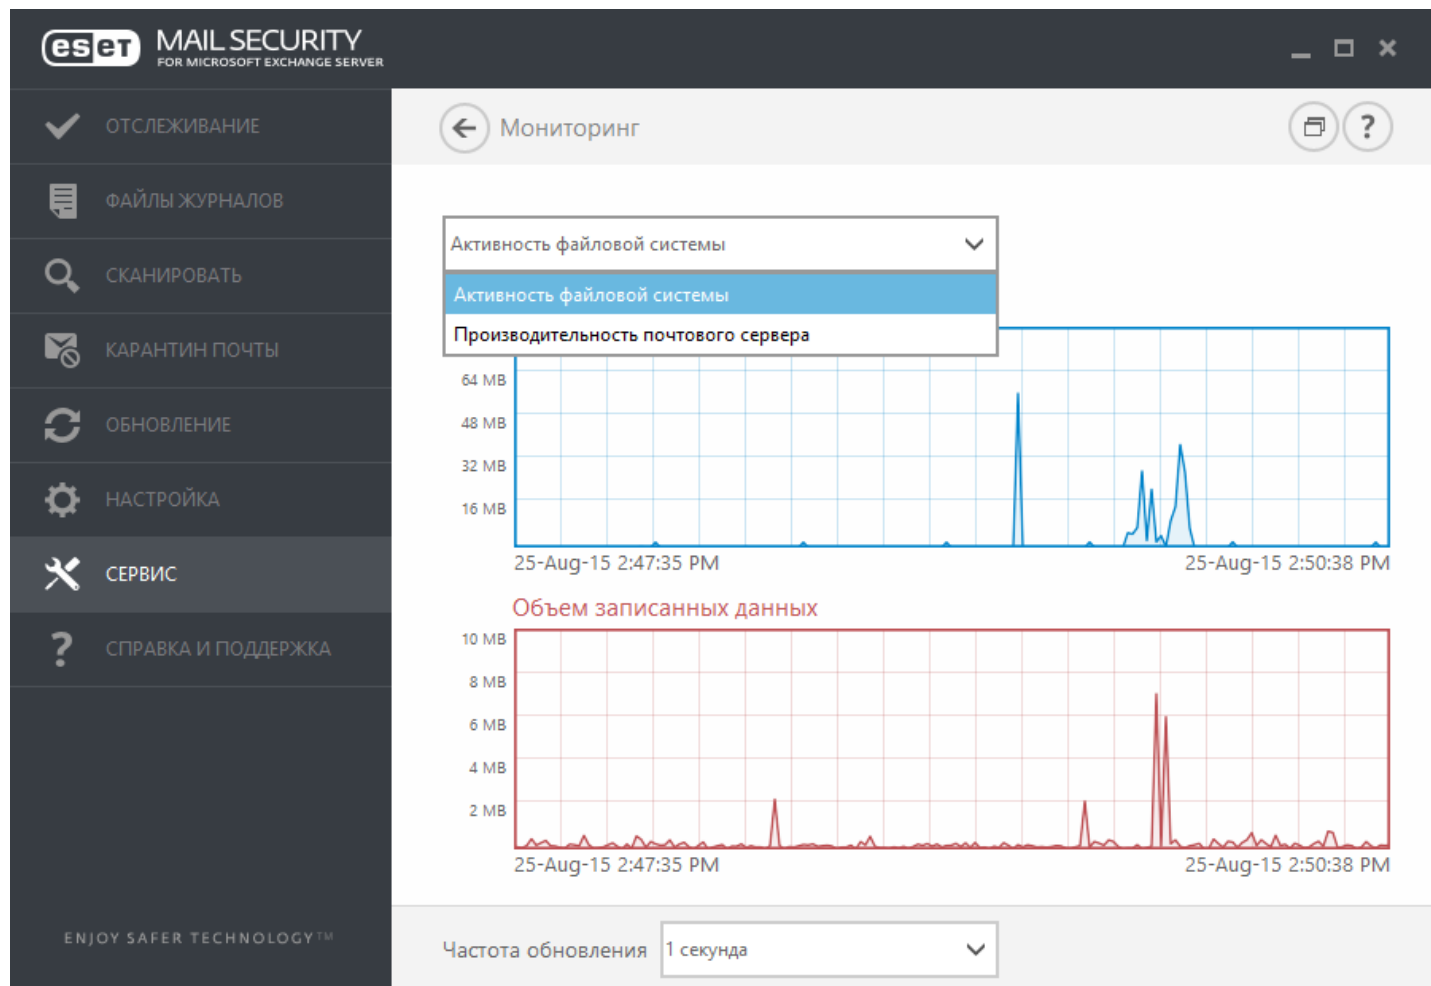 eset MAIL SECURITY
FOR MICROSOFT EXCHANGE SERVER
ОТСЛЕЖИВАНИЕ
ФАЙЛЫ ЖУРНАЛОВ
СКАНИРОВАТЬ
КАРАНТИН ПОЧТЫ
ОБНОВЛЕНИЕ
НАСТРОЙКА
СЕРВИС
СПРАВКА И ПОДДЕРЖКА
ENJOY SAFER TECHNOLOGY™
Мониторинг
?
Активность файловой системы
Активность файловой системы
Производительность почтового сервера
64 MB
48 MB
32 MB
16 MB
25-Aug-15 2:47:35 PM 25-Aug-15 2:50:38 PM
Объем записанных данных
10 MB
8 MB
6 MB
4 MB
2 MB
25-Aug-15 2:47:35 PM 25-Aug-15 2:50:38 PM
Частота обновления 1 секунда